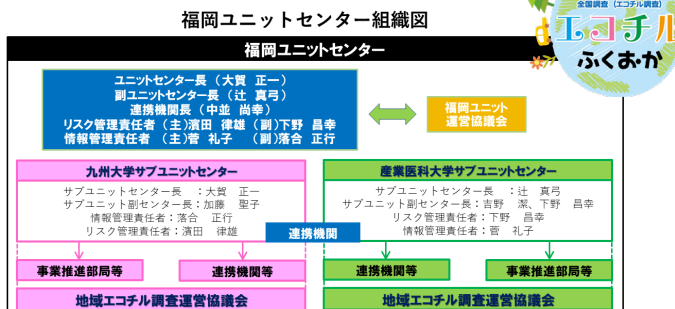 福岡ユニットセンター組織図
全国調査(エコチル調査)
エコチル
ふくおか
福岡ユニットセンター
ユニットセンター長(大賀 正一)
副ユニットセンター長(辻 真弓)
連携機関長(中並 尚幸)
リスク管理責任者(主)濱田 律雄(副)下野 昌幸
情報管理責任者 (主)菅 礼子 (副)落合 正行
福岡ユニット
運営協議会
九州大学サブユニットセンター
サブユニットセンター長 :大賀 正一
サブユニット副センター長:加藤 聖子
情報管理責任者:落合 正行
リスク管理責任者:濱田 律雄
産業医科大学サブユニットセンター
サブユニットセンター長 :辻 真弓
サブユニット副センター長:吉野 潔、下野 昌幸
リスク管理責任者:下野 昌幸
情報管理責任者:菅 礼子
連携機関
事業推進部局等
連携機関等
連携機関等
事業推進部局等
地域エコチル調査運営協議会
地域エコチル調査運営協議会